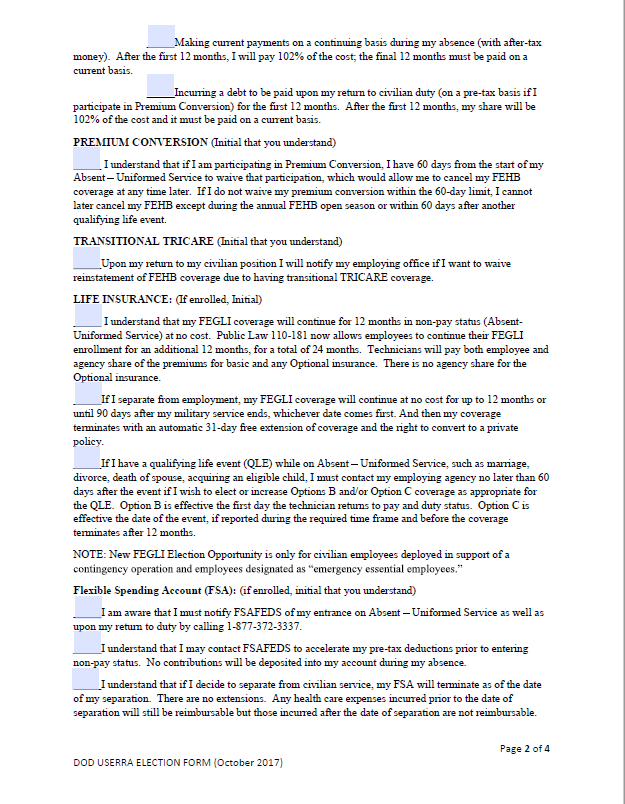 _____Making current payments on a continuing basis during my absence (with after-tax
money).  After the first 12 months, I will pay 102% of the cost; the final 12 months must be paid on a
current basis.
_____Incurring a debt to be paid upon my return to civilian duty (on a pre-tax basis if I
participate in Premium Conversion) for the first 12 months.  After the first 12 months, my share will be
102% of the cost and it must be paid on a current basis.
PREMIUM CONVERSION (Initial that you understand)
_____ I understand that if I am participating in Premium Conversion, I have 60 days from the start of my
Absent – Uniformed Service to waive that participation, which would allow me to cancel my FEHB
coverage at any time later.  If I do not waive my premium conversion within the 60-day limit, I cannot
later cancel my FEHB except during the annual FEHB open season or within 60 days after another
qualifying life event.
TRANSITIONAL TRICARE (Initial that you understand)
_____Upon my return to my civilian position I will notify my employing office if I want to waive
reinstatement of FEHB coverage due to having transitional TRICARE coverage.
LIFE INSURANCE: (If enrolled, Initial)
_____ I understand that my FEGLI coverage will continue for 12 months in non-pay status (Absent-
Uniformed Service) at no cost.  Public Law 110-181 now allows employees to continue their FEGLI
enrollment for an additional 12 months, for a total of 24 months.  Technicians will pay both employee and
agency share of the premiums for basic and any Optional insurance.  There is no agency share for the
Optional insurance.
_____If I separate from employment, my FEGLI coverage will continue at no cost for up to 12 months or
until 90 days after my military service ends, whichever date comes first. And then my coverage
terminates with an automatic 31-day free extension of coverage and the right to convert to a private
policy.
_____If I have a qualifying life event (QLE) while on Absent – Uniformed Service, such as marriage,
divorce, death of spouse, acquiring an eligible child, I must contact my employing agency no later than 60
days after the event if I wish to elect or increase Options B and/or Option C coverage as appropriate for
the QLE.  Option B is effective the first day the technician returns to pay and duty status.  Option C is
effective the date of the event, if reported during the required time frame and before the coverage
terminates after 12 months.
NOTE: New FEGLI Election Opportunity is only for civilian employees deployed in support of a
contingency operation and employees designated as “emergency essential employees.”
Flexible Spending Account (FSA): (if enrolled, initial that you understand)
_____I am aware that I must notify FSAFEDS of my entrance on Absent – Uniformed Service as well as
upon my return to duty by calling 1-877-372-3337.
_____I understand that I may contact FSAFEDS to accelerate my pre-tax deductions prior to entering
non-pay status.  No contributions will be deposited into my account during my absence.
_____I understand that if I decide to separate from civilian service, my FSA will terminate as of the date
of my separation.  There are no extensions.  Any health care expenses incurred prior to the date of
separation will still be reimbursable but those incurred after the date of separation are not reimbursable.
Page 2 of 4
DOD USERRA ELECTION FORM (October 2017)